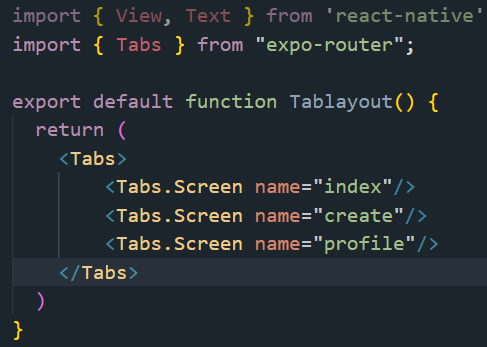 import { View, Text } from 'react-native'
import { Tabs } from "expo-router";
export default function Tablayout() {
return (
<Tabs>
<Tabs.Screen name="index"/>
<Tabs.Screen name="create"/>
<Tabs.Screen name="profile"/>
</Tabs>
)
}